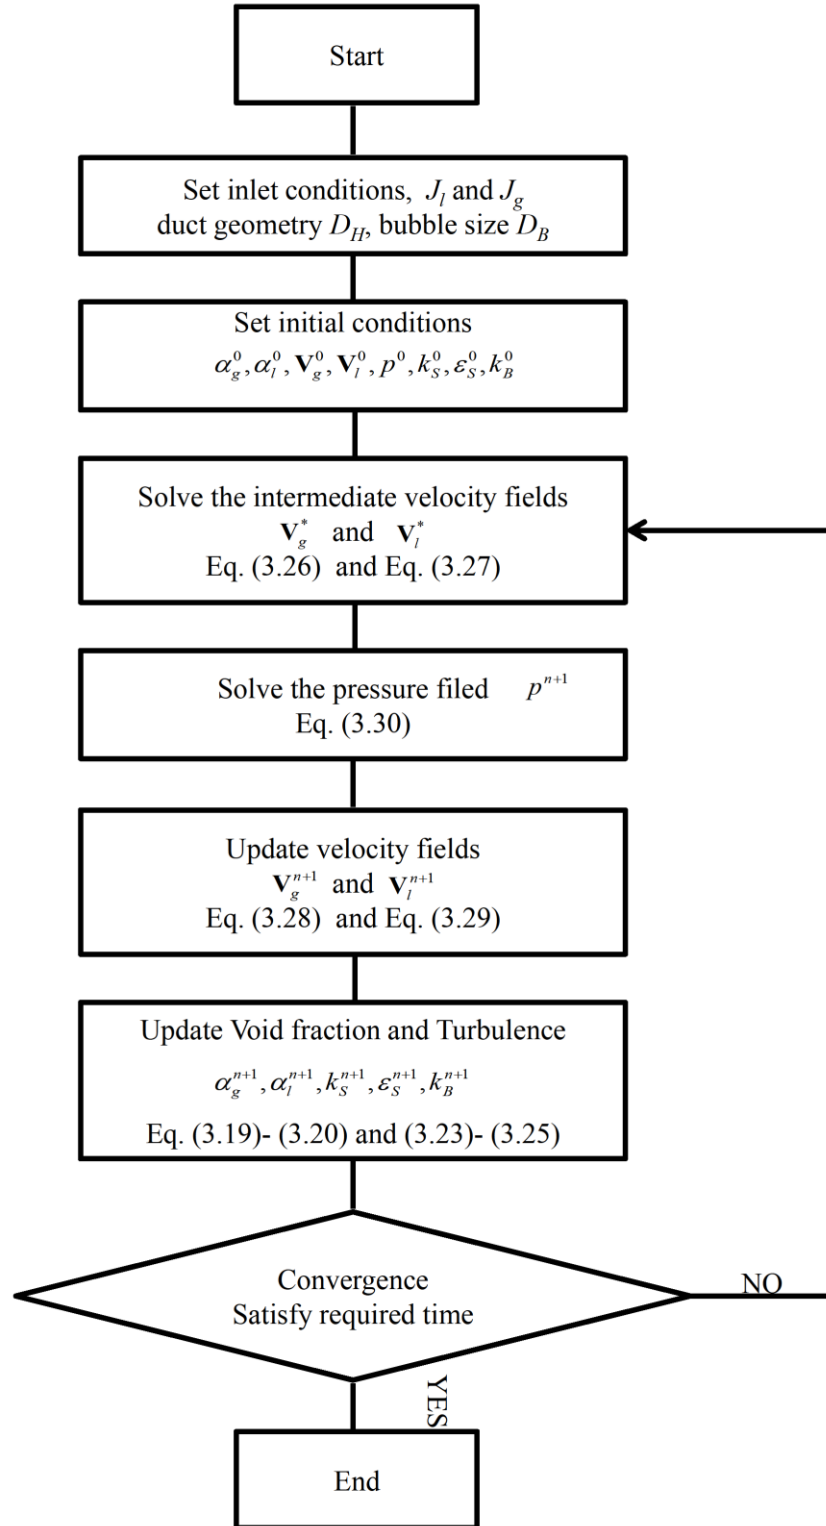 Start
Set inlet conditions, J_l and J_g
duct geometry D_H, bubble size D_B
Set initial conditions
α_g^0, α_l^0, V_g^0, V_l^0, p^0, k_S^0, ε_S^0, k_B^0
Solve the intermediate velocity fields
V_g^* and V_l^*
Eq. (3.26) and Eq. (3.27)
Solve the pressure filed p^{n+1}
Eq. (3.30)
Update velocity fields
V_g^{n+1} and V_l^{n+1}
Eq. (3.28) and Eq. (3.29)
Update Void fraction and Turbulence
α_g^{n+1}, α_l^{n+1}, k_S^{n+1}, ε_S^{n+1}, k_B^{n+1}
Eq. (3.19)- (3.20) and (3.23)- (3.25)
Convergence
Satisfy required time
NO
YES
End